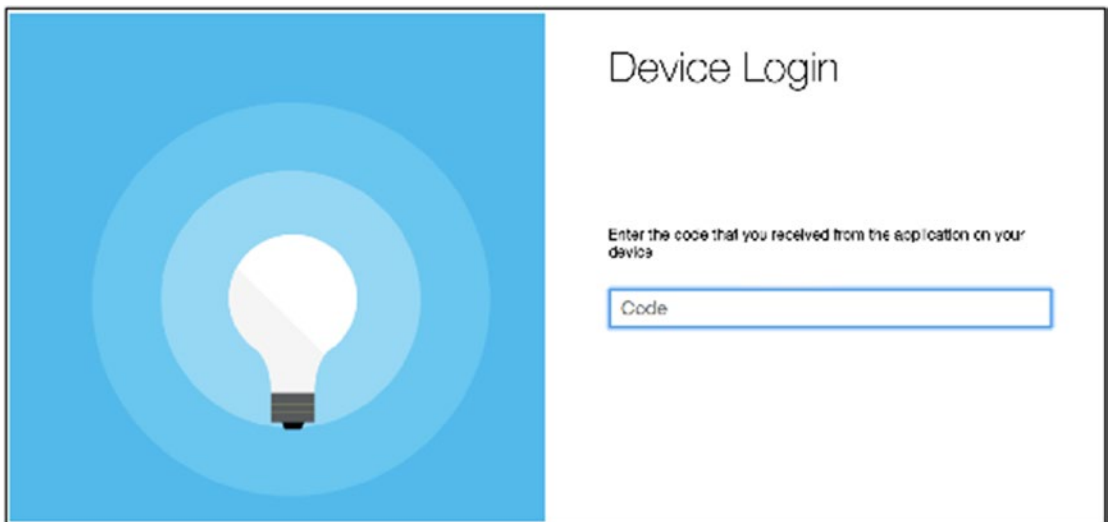 Device Login
Enter the code that you received from the application on your
device
Code